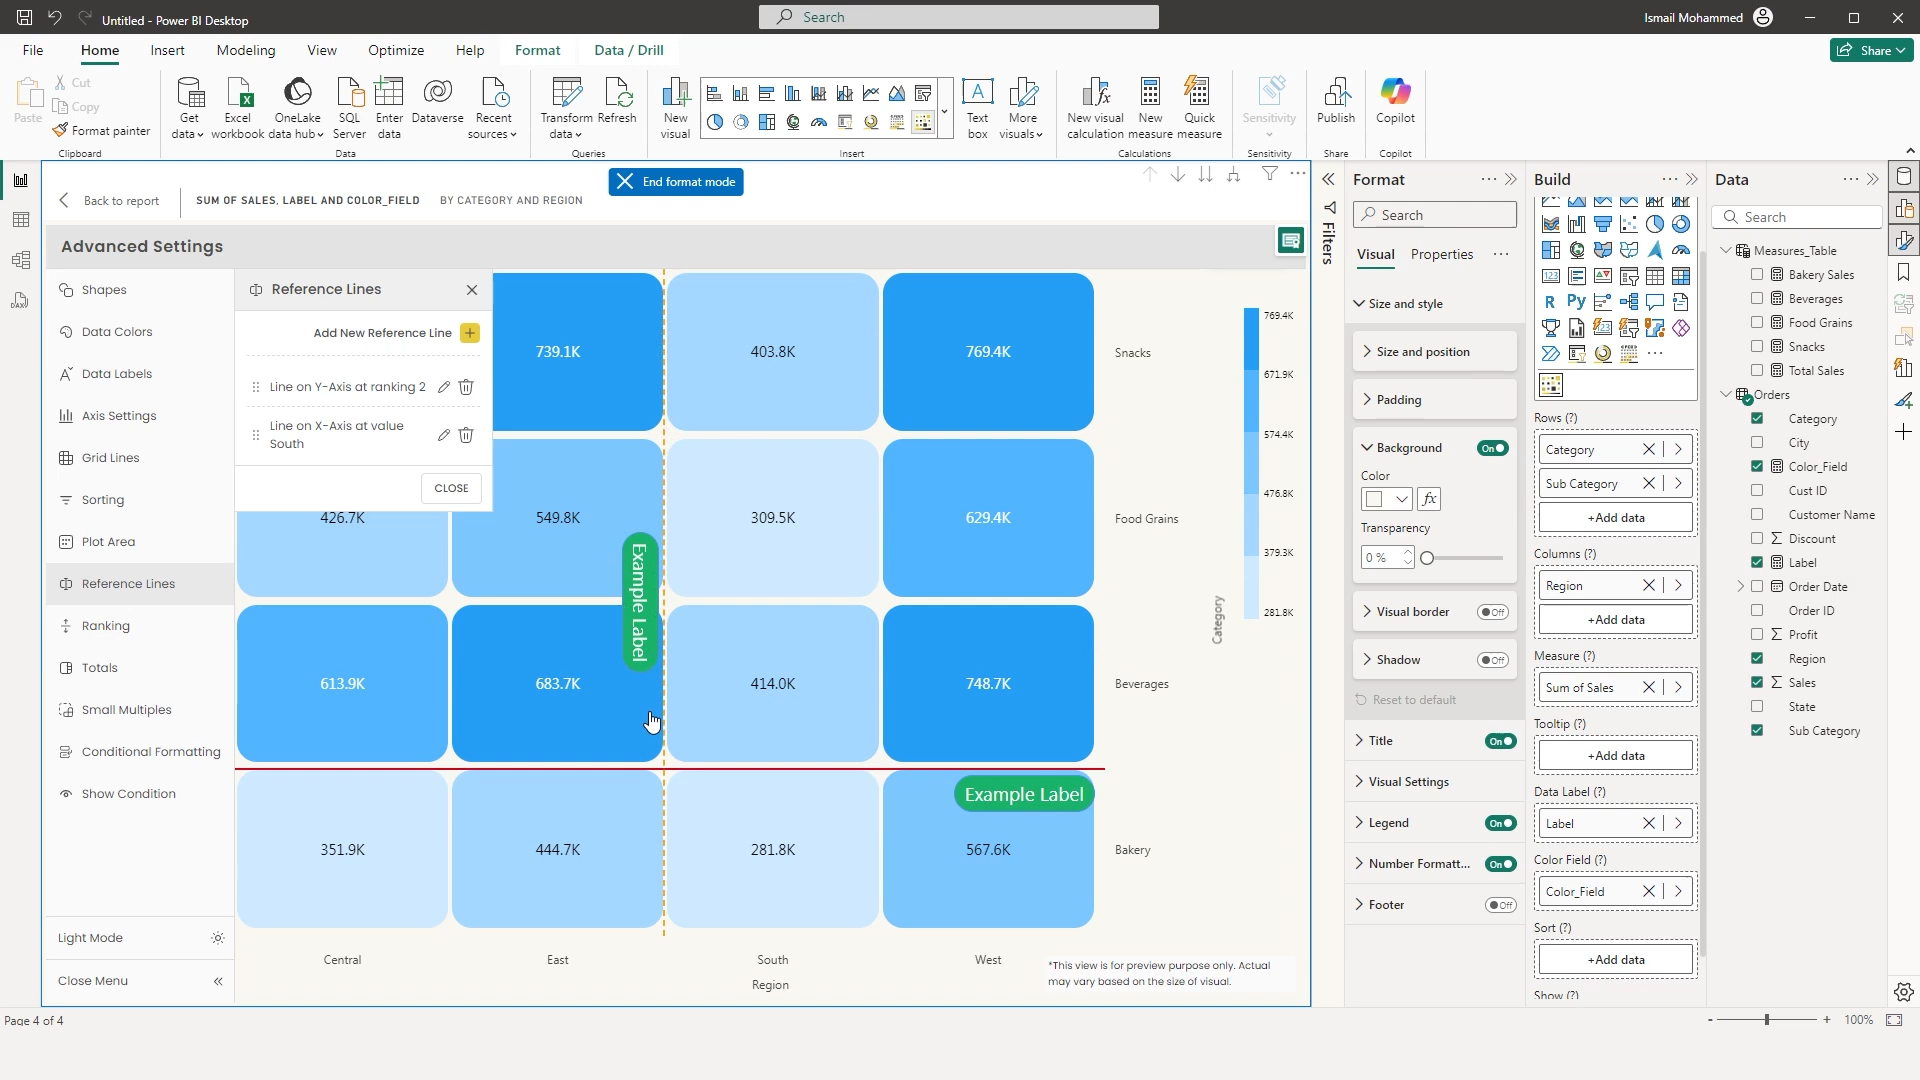 Untitled - Power BI Desktop
Search
Ismail Mohammed
File
Home
Insert
Modeling
View
Optimize
Help
Format
Data / Drill
Share
Paste
Cut
Copy
Format painter
Clipboard
Get data
Excel workbook
OneLake data hub
SQL Server
Enter data
Dataverse
Recent sources
Data
Transform data
Refresh
Queries
New visual
Text box
More visuals
Insert
New visual calculation
New measure
Quick measure
Calculations
Sensitivity
Sensitivity
Publish
Share
Copilot
Copilot
Back to report
SUM OF SALES, LABEL AND COLOR_FIELD
BY CATEGORY AND REGION
End format mode
Advanced Settings
Shapes
Data Colors
Data Labels
Axis Settings
Grid Lines
Sorting
Plot Area
Reference Lines
Ranking
Totals
Small Multiples
Conditional Formatting
Show Condition
Light Mode
Close Menu
Reference Lines
Add New Reference Line
Line on Y-Axis at ranking 2
Line on X-Axis at value
South
CLOSE
739.1K
403.8K
769.4K
Snacks
426.7K
549.8K
309.5K
629.4K
Food Grains
613.9K
683.7K
414.0K
748.7K
Beverages
351.9K
444.7K
281.8K
567.6K
Bakery
Example Label
Example Label
Central
East
South
West
Region
Category
769.4K
671.9K
574.4K
476.8K
379.3K
281.8K
*This view is for preview purpose only. Actual
may vary based on the size of visual.
Filters
Format
Search
Visual
Properties
Size and style
Size and position
Padding
Background
On
Color
fx
Transparency
0 %
Visual border
Off
Shadow
Off
Reset to default
Title
On
Visual Settings
Legend
On
Number Formatt...
On
Footer
Off
Build
R
Py
Rows (?)
Category
Sub Category
+Add data
Columns (?)
Region
+Add data
Measure (?)
Sum of Sales
Tooltip (?)
+Add data
Data Label (?)
Label
Color Field (?)
Color_Field
Sort (?)
+Add data
Show (?)
Data
Search
Measures_Table
Bakery Sales
Beverages
Food Grains
Snacks
Total Sales
Orders
Category
City
Color_Field
Cust ID
Customer Name
Discount
Label
Order Date
Order ID
Profit
Region
Sales
State
Sub Category
Page 4 of 4
100%